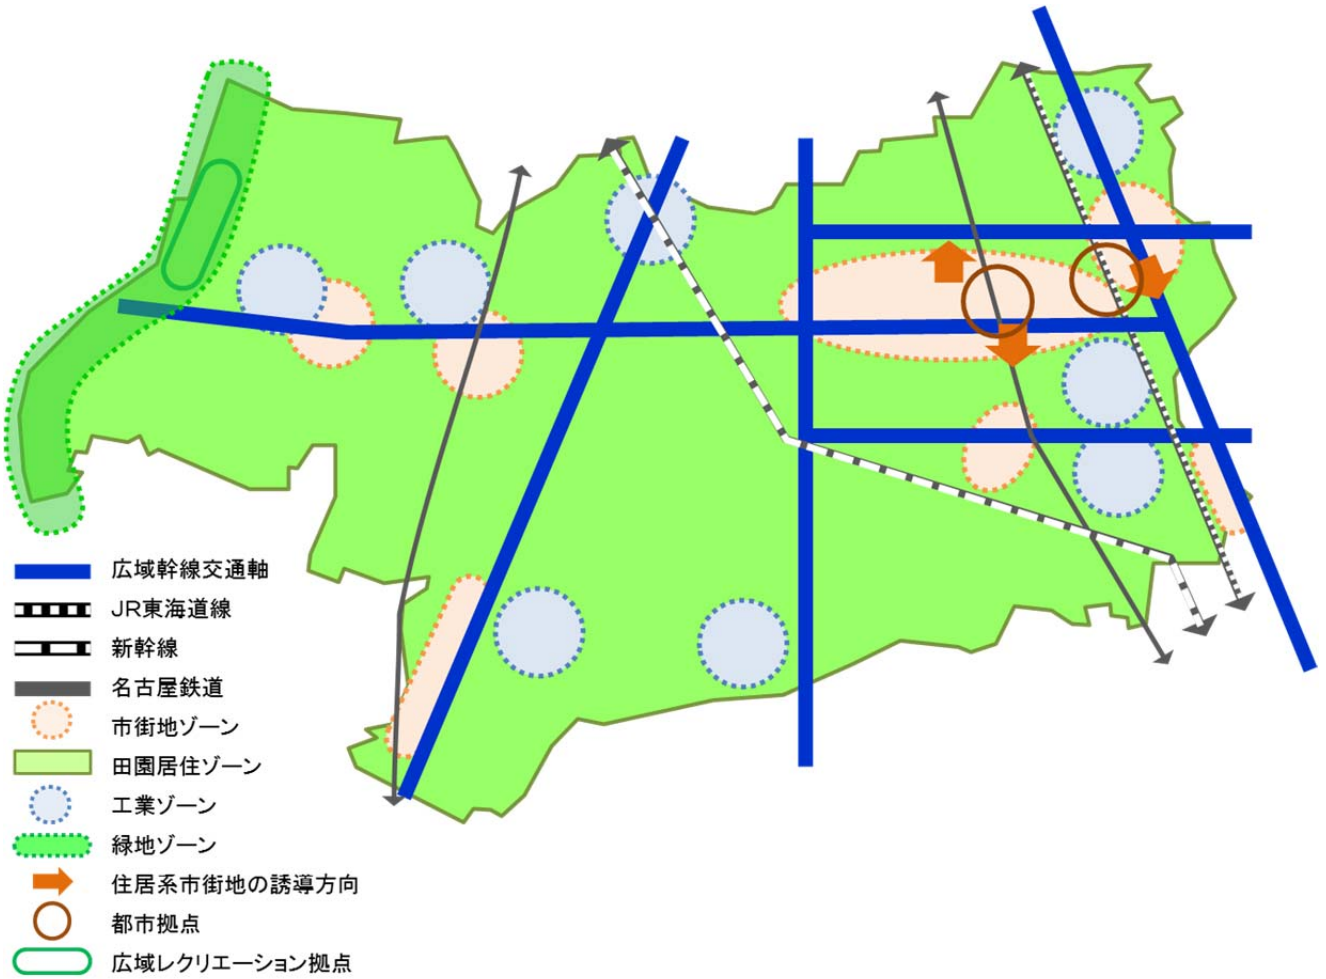 広域幹線交通軸
JR東海道線
新幹線
名古屋鉄道
市街地ゾーン
田園居住ゾーン
工業ゾーン
緑地ゾーン
住居系市街地の誘導方向
都市拠点
広域レクリエーション拠点